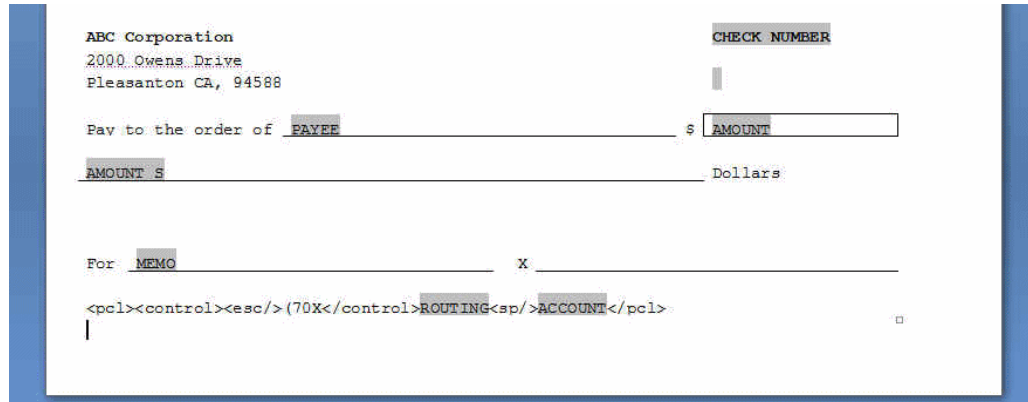 ABC Corporation CHECK NUMBER
2000 Owens Drive
Pleasanton CA, 94588
Pay to the order of PAYEE $ AMOUNT
AMOUNT S Dollars
For MEMO X
<pcl><control><esc/>(70X</control>ROUTING<sp/>ACCOUNT</pcl>